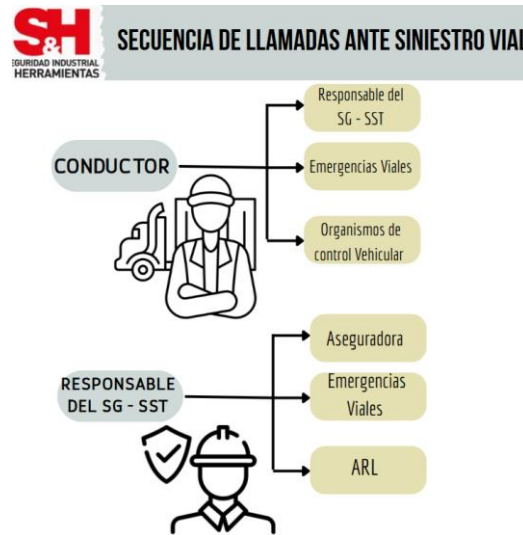 S&H
SECUENCIA DE LLAMADAS ANTE SINIESTRO VIAL
EGURIDAD INDUSTRIAL
HERRAMIENTAS
Responsable del
SG - SST
CONDUCTOR
Emergencias Viales
Organismos de
control Vehicular
Aseguradora
RESPONSABLE
DEL SG - SST
Emergencias
Viales
ARL